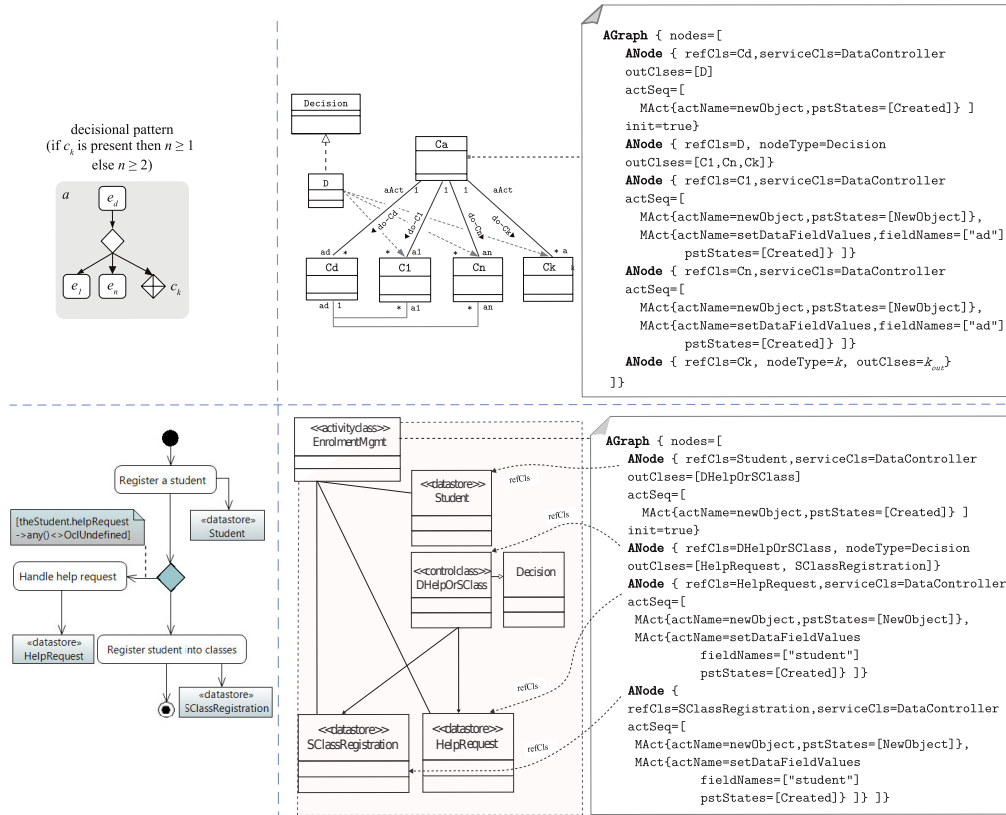 decisional pattern
(if c_k is present then n ≥ 1
else n ≥ 2)
a
e_d
e_1
e_n
c_k
Decision
D
Ca
aAct
1
1
1
aAct
do-Cd
do-C1
do-Cn
do-Ck
ad
*
*
a1
*
an
*
a
Cd
C1
Cn
Ck
ad
1
*
a1
*
an
AGraph { nodes=[
ANode { refCls=Cd,serviceCls=DataController
outClses=[D]
actSeq=[
MAct{actName=newObject,pstStates=[Created]} ]
init=true}
ANode { refCls=D, nodeType=Decision
outClses=[C1,Cn,Ck]}
ANode { refCls=C1,serviceCls=DataController
actSeq=[
MAct{actName=newObject,pstStates=[NewObject]},
MAct{actName=setDataFieldValues,fieldNames=["ad"]
pstStates=[Created]} ]}
ANode { refCls=Cn,serviceCls=DataController
actSeq=[
MAct{actName=newObject,pstStates=[NewObject]},
MAct{actName=setDataFieldValues,fieldNames=["ad"]
pstStates=[Created]} ]}
ANode { refCls=Ck, nodeType=k, outClses=k_out}
]}
Register a student
[theStudent.helpRequest
->any()<>OclUndefined]
«datastore»
Student
Handle help request
«datastore»
HelpRequest
Register student into classes
«datastore»
SClassRegistration
<<activityclass>>
EnrolmentMgmt
<<datastore>>
Student
<<controlclass>>
DHelpOrSClass
Decision
<<datastore>>
SClassRegistration
<<datastore>>
HelpRequest
refCls
refCls
refCls
refCls
AGraph { nodes=[
ANode { refCls=Student,serviceCls=DataController
outClses=[DHelpOrSClass]
actSeq=[
MAct{actName=newObject,pstStates=[Created]} ]
init=true}
ANode { refCls=DHelpOrSClass, nodeType=Decision
outClses=[HelpRequest, SClassRegistration]}
ANode { refCls=HelpRequest,serviceCls=DataController
actSeq=[
MAct{actName=newObject,pstStates=[NewObject]},
MAct{actName=setDataFieldValues
fieldNames=["student"]
pstStates=[Created]} ]}
ANode {
refCls=SClassRegistration,serviceCls=DataController
actSeq=[
MAct{actName=newObject,pstStates=[NewObject]},
MAct{actName=setDataFieldValues
fieldNames=["student"]
pstStates=[Created]} ]} ]}